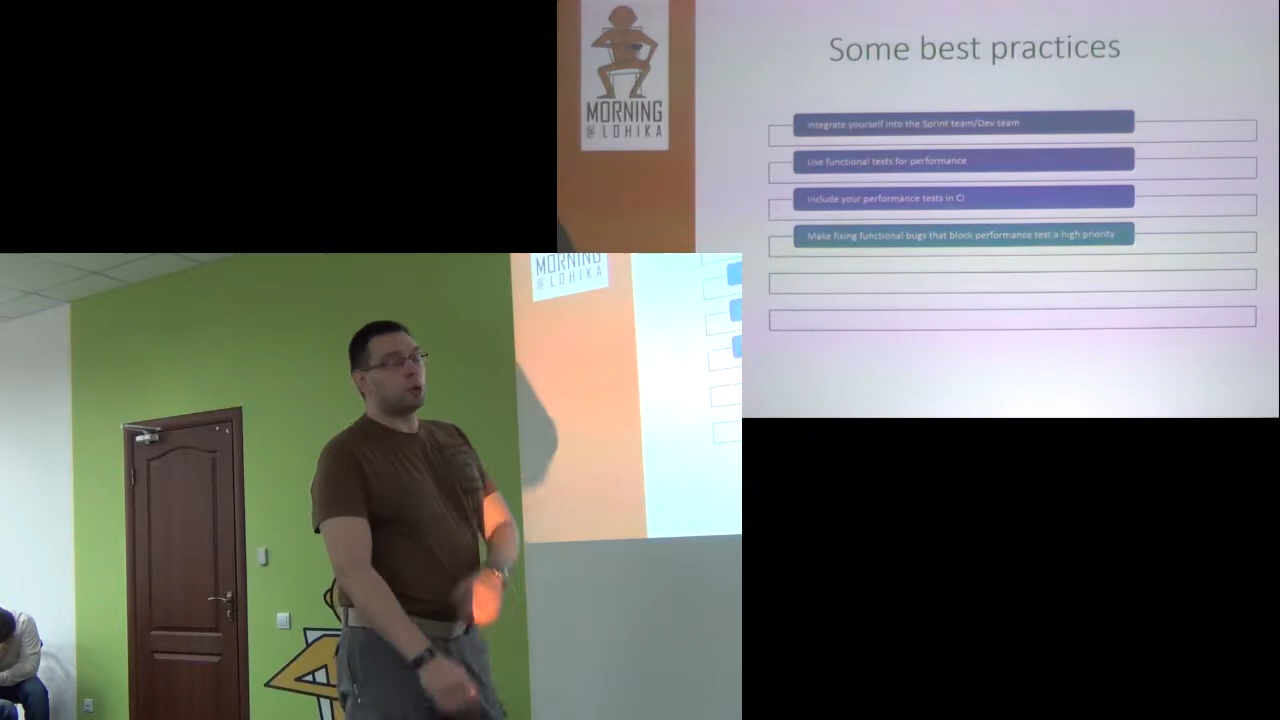 MORNING
@ LOHIKA
Some best practices
Integrate yourself into the Sprint team/Dev team
Use functional tests for performance
Include your performance tests in CI
Make fixing functional bugs that block performance test a high priority
MORNING
@ LOHIKA